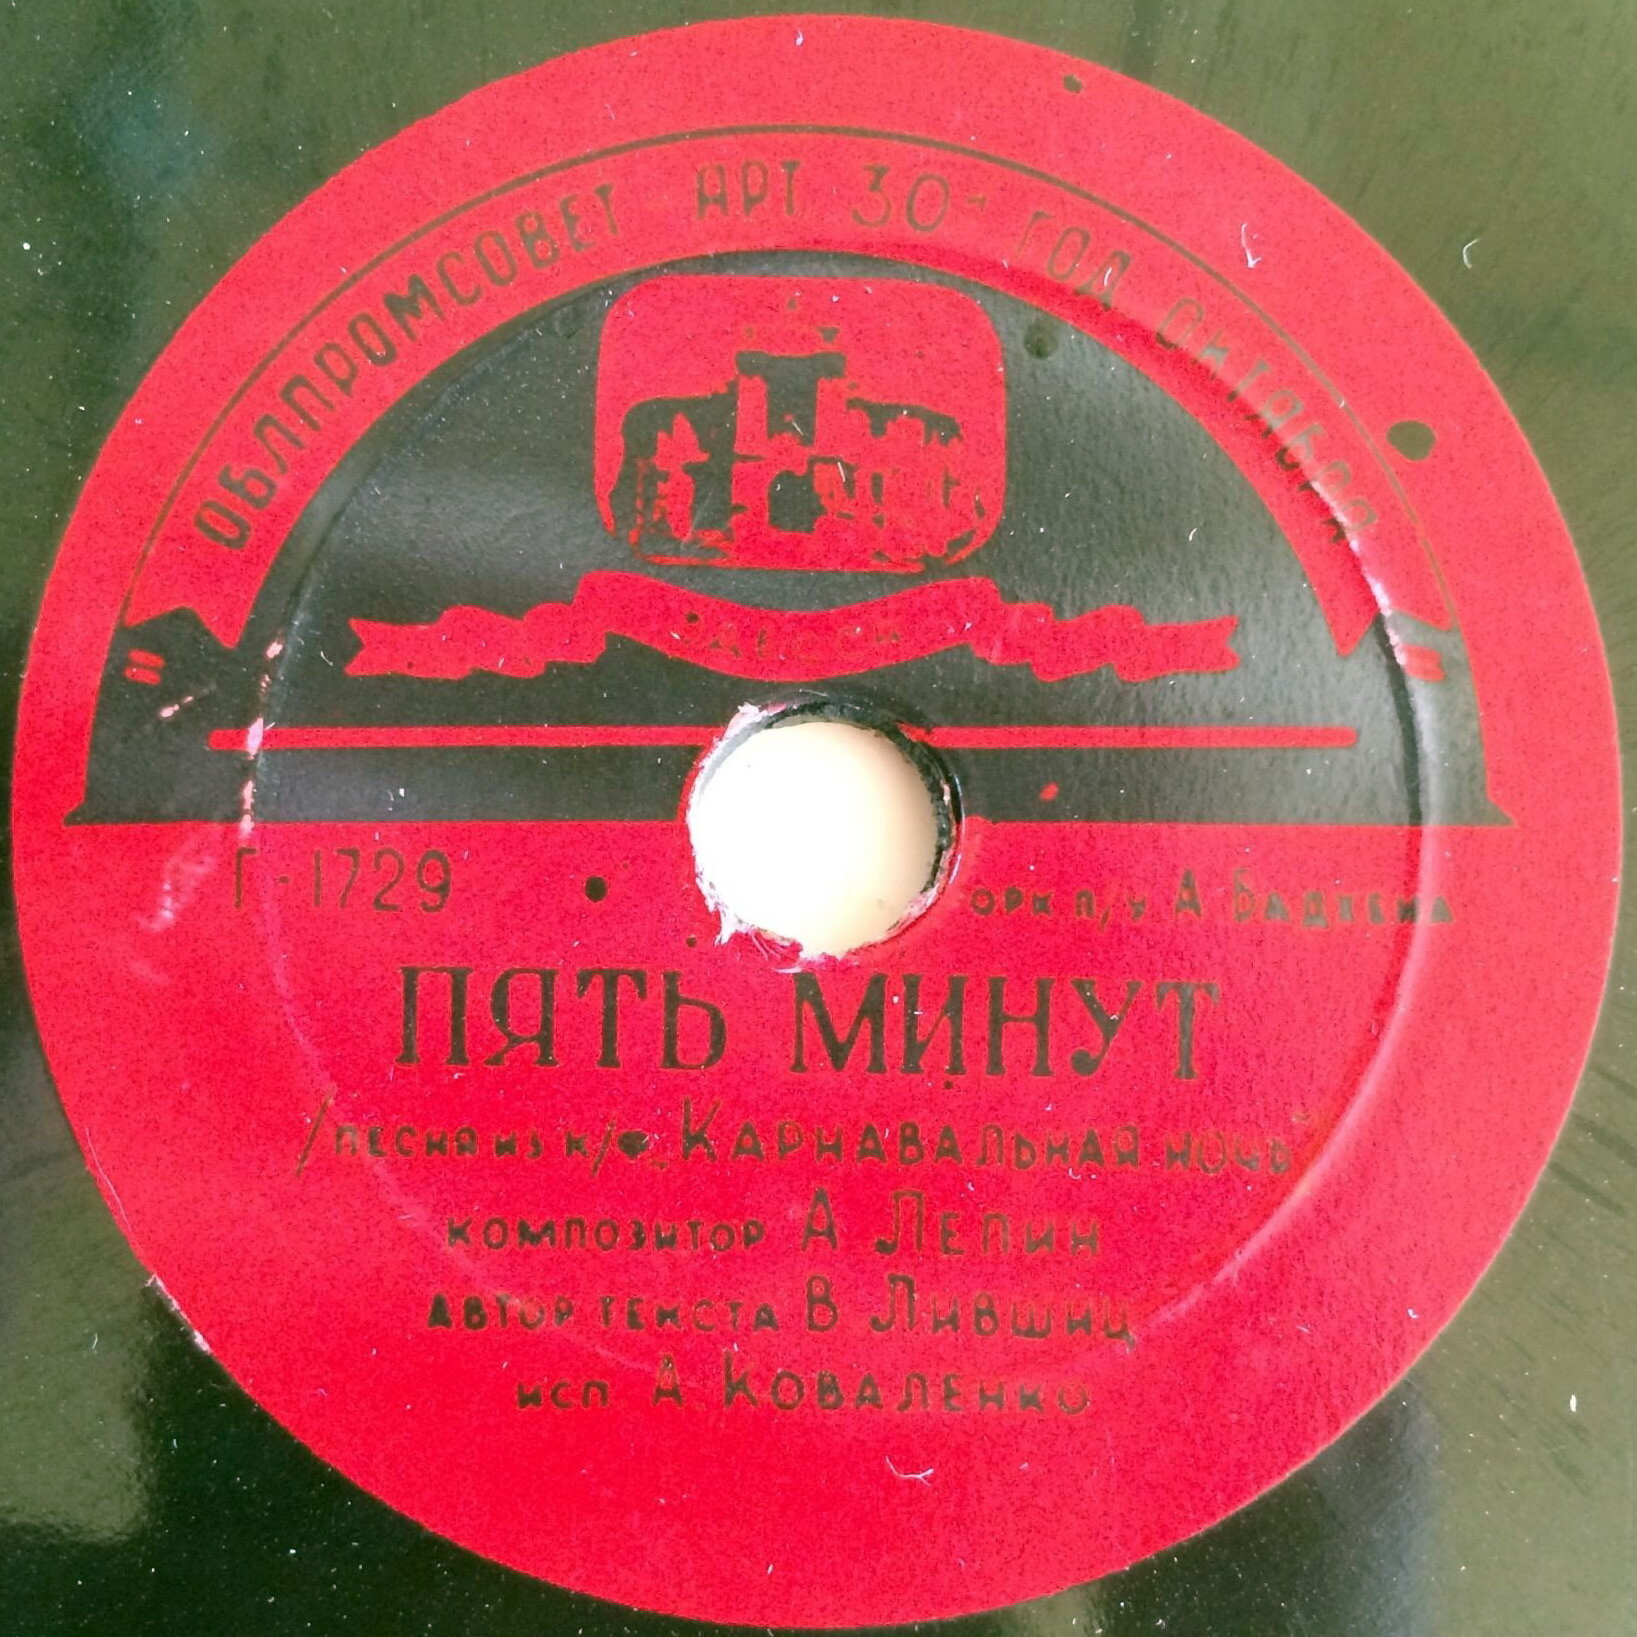 ОБЛПРОМСОВЕТ - АРТ 30-Й ГОД ОКТЯБРЯ
ОДЕССА
Г-1729
ОРК П/У А БАДХЕНА
ПЯТЬ МИНУТ
/ПЕСНЯ ИЗ К/Ф „КАРНАВАЛЬНАЯ НОЧЬ"
КОМПОЗИТОР А ЛЕПИН
АВТОР ТЕКСТА В ЛИВШИЦ
ИСП А КОВАЛЕНКО